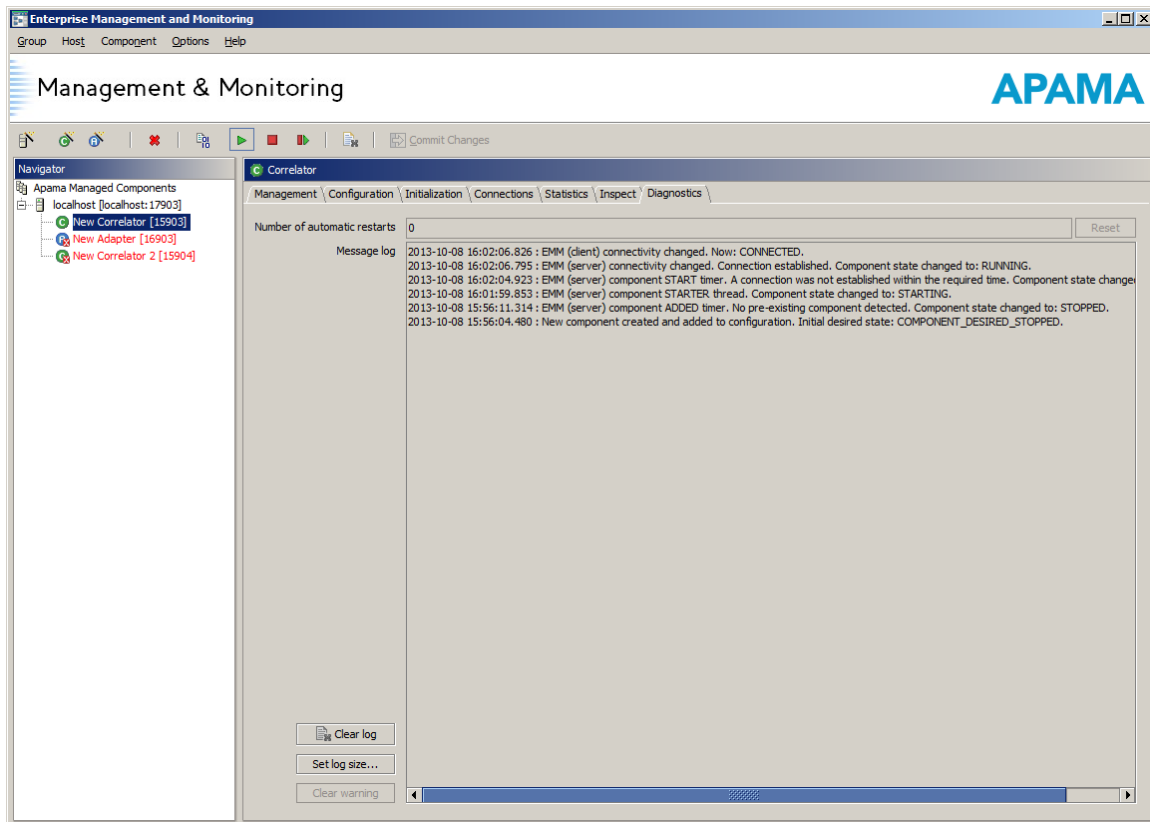 Enterprise Management and Monitoring
Group Host Component Options Help
Management & Monitoring
APAMA
Commit Changes
Navigator
Apama Managed Components
localhost [localhost:17903]
New Correlator [15903]
New Adapter [16903]
New Correlator 2 [15904]
Correlator
Management Configuration Initialization Connections Statistics Inspect Diagnostics
Number of automatic restarts 0 Reset
Message log
2013-10-08 16:02:06.826 : EMM (client) connectivity changed. Now: CONNECTED.
2013-10-08 16:02:06.795 : EMM (server) connectivity changed. Connection established. Component state changed to: RUNNING.
2013-10-08 16:02:04.923 : EMM (server) component START timer. A connection was not established within the required time. Component state change
2013-10-08 16:01:59.853 : EMM (server) component STARTER thread. Component state changed to: STARTING.
2013-10-08 15:56:11.314 : EMM (server) component ADDED timer. No pre-existing component detected. Component state changed to: STOPPED.
2013-10-08 15:56:04.480 : New component created and added to configuration. Initial desired state: COMPONENT_DESIRED_STOPPED.
Clear log
Set log size...
Clear warning